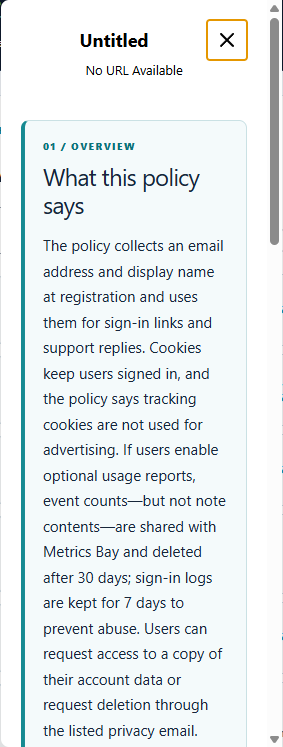 Untitled
No URL Available
01 / OVERVIEW
What this policy
says
The policy collects an email
address and display name
at registration and uses
them for sign-in links and
support replies. Cookies
keep users signed in, and
the policy says tracking
cookies are not used for
advertising. If users enable
optional usage reports,
event counts—but not note
contents—are shared with
Metrics Bay and deleted
after 30 days; sign-in logs
are kept for 7 days to
prevent abuse. Users can
request access to a copy of
their account data or
request deletion through
the listed privacy email.